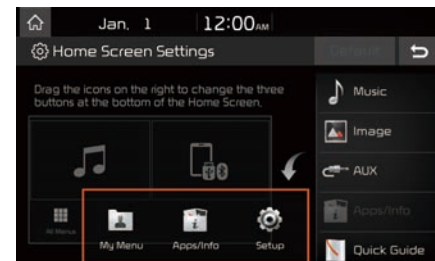 Jan. 1 12:00 AM
Home Screen Settings
Default
Drag the icons on the right to change the three
buttons at the bottom of the Home Screen.
Music
Image
AUX
Apps/Info
Quick Guide
All Menus
My Menu
Apps/Info
Setup